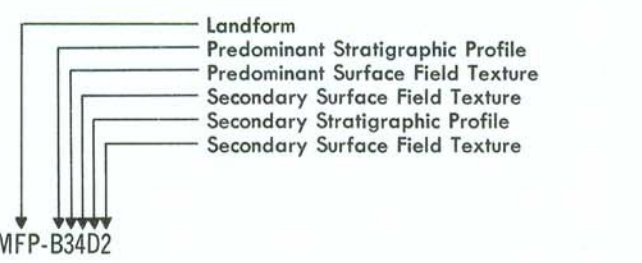 Landform
Predominant Stratigraphic Profile
Predominant Surface Field Texture
Secondary Surface Field Texture
Secondary Stratigraphic Profile
Secondary Surface Field Texture
MFP-B34D2